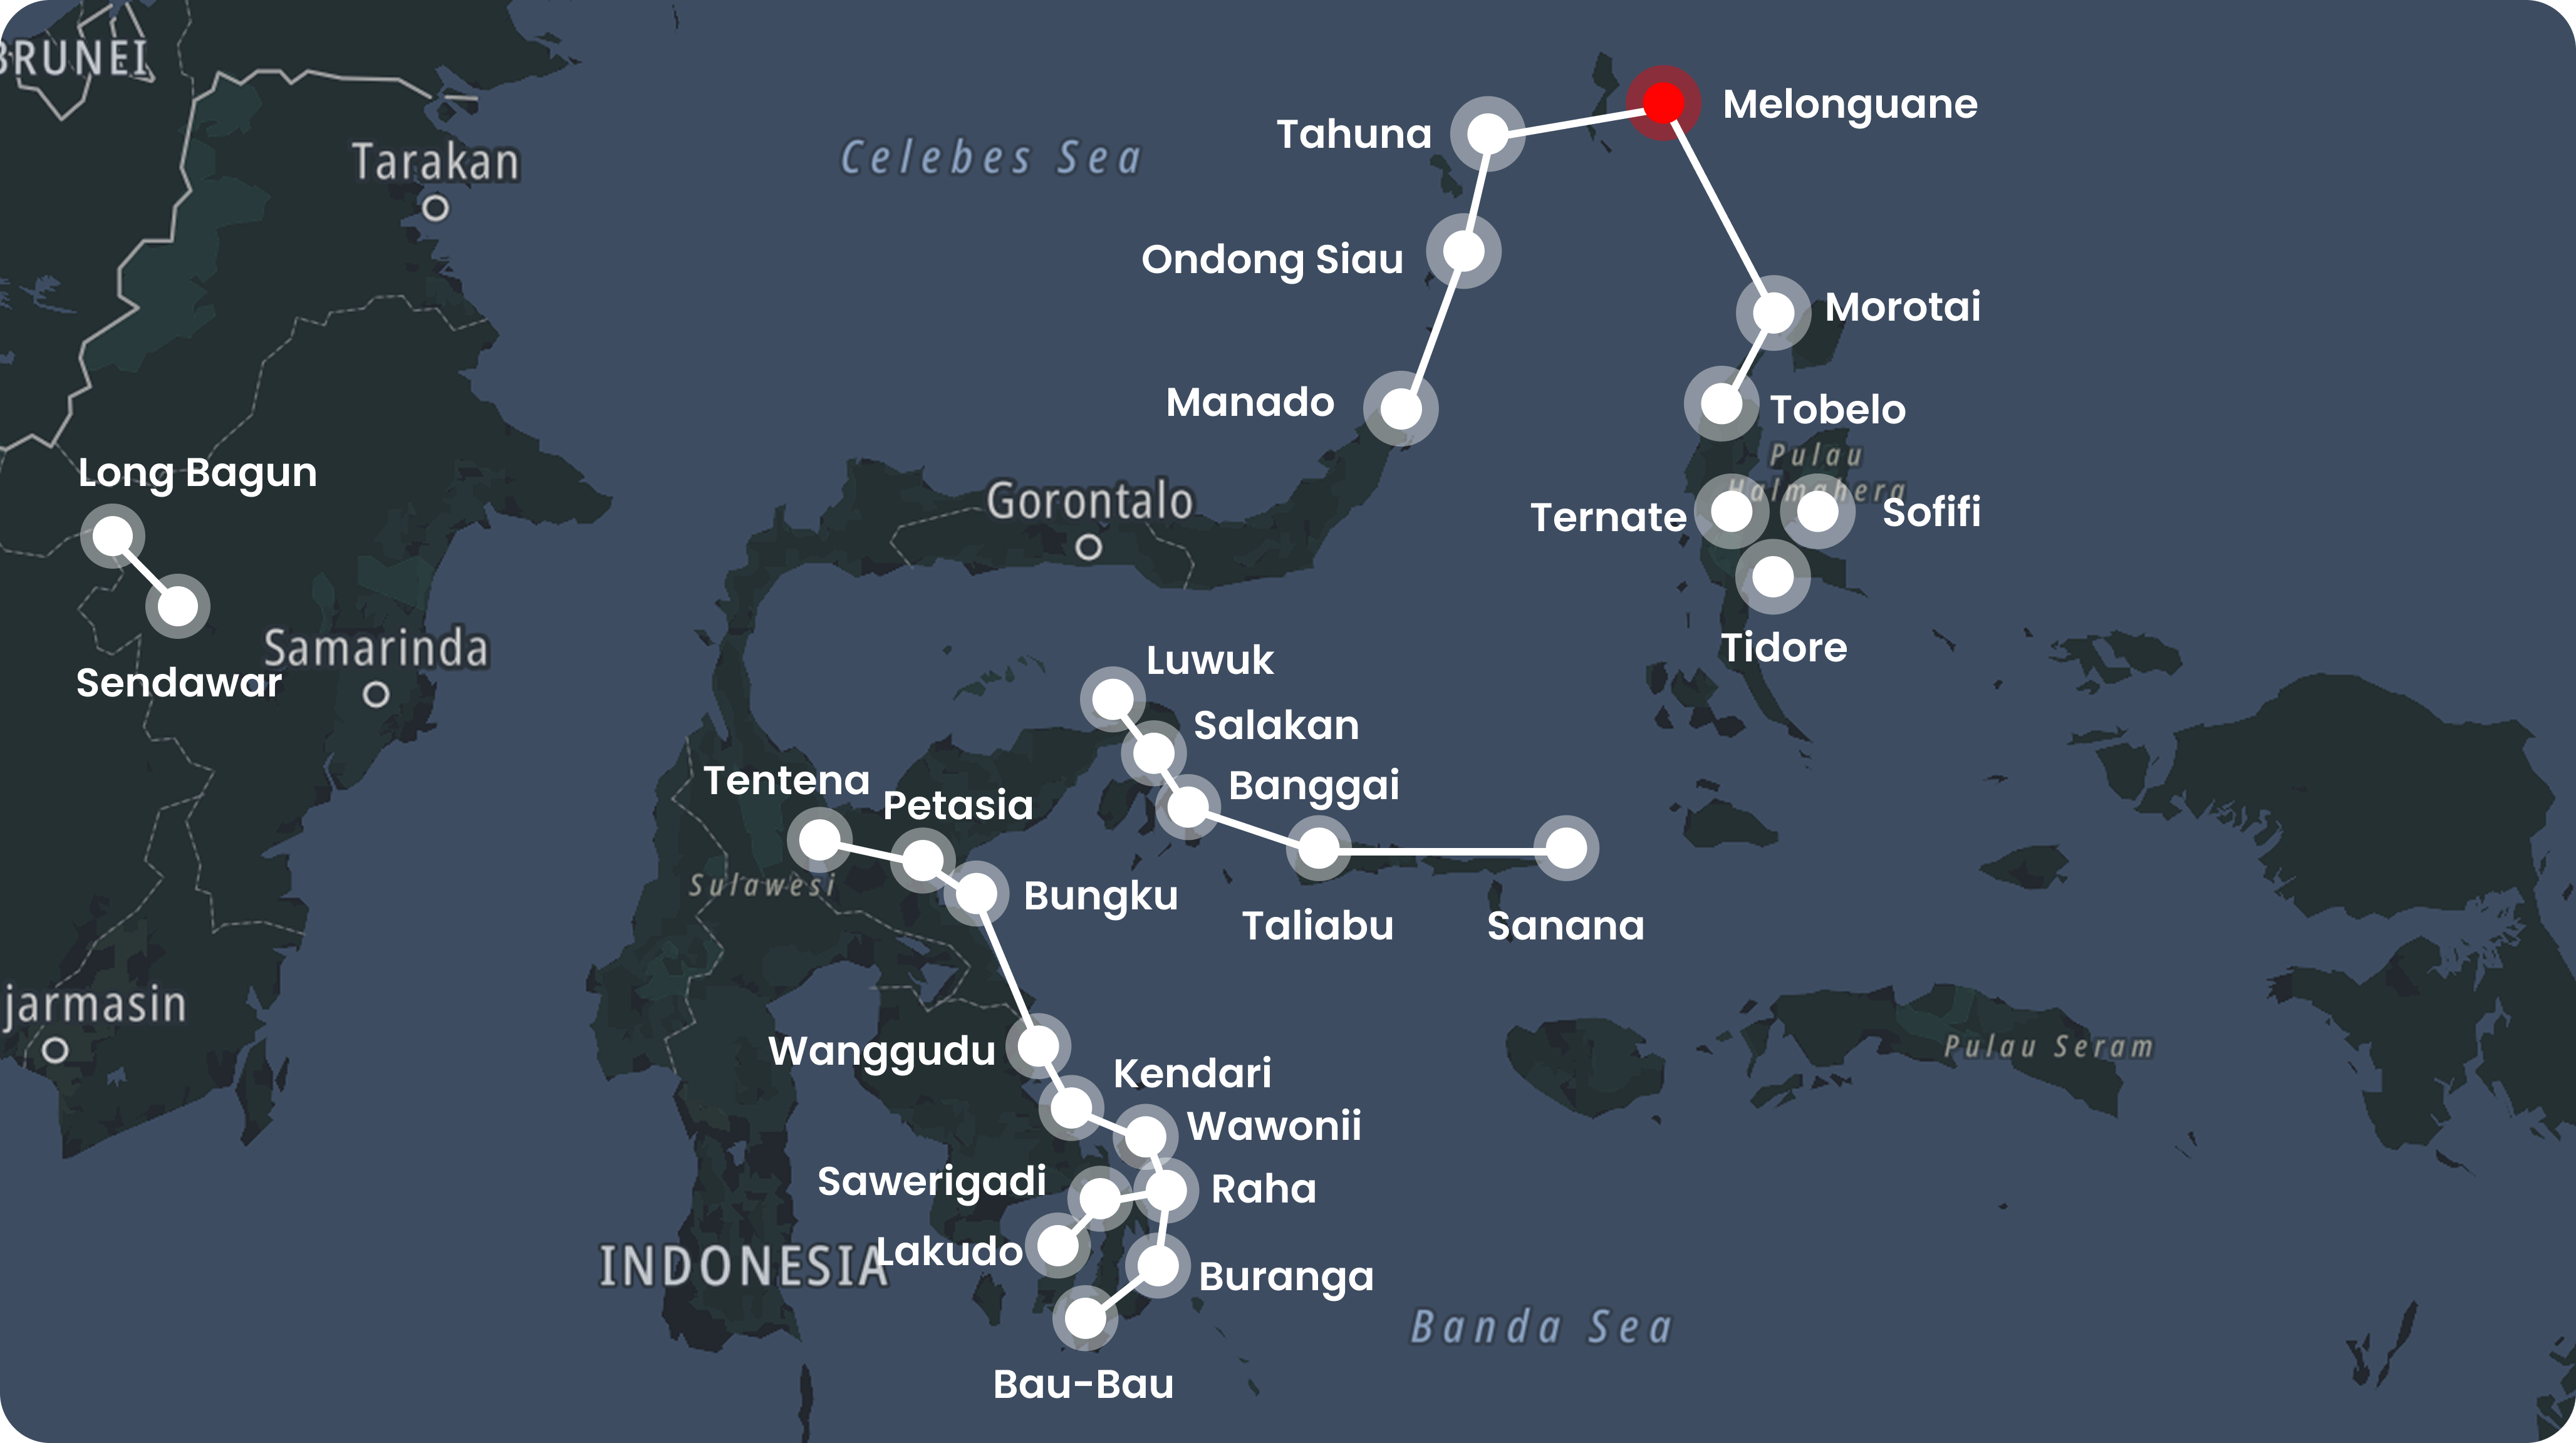 BRUNEI
Tarakan
Celebes Sea
Tahuna
Melonguane
Ondong Siau
Morotai
Manado
Tobelo
Pulau
Halmahera
Long Bagun
Gorontalo
Ternate
Sofifi
Tidore
Samarinda
Sendawar
Luwuk
Salakan
Banggai
Tentena
Petasia
Sulawesi
Bungku
Taliabu
Sanana
jarmasin
Wanggudu
Kendari
Pulau Seram
Wawonii
Sawerigadi
Raha
Lakudo
INDONESIA
Buranga
Banda Sea
Bau-Bau